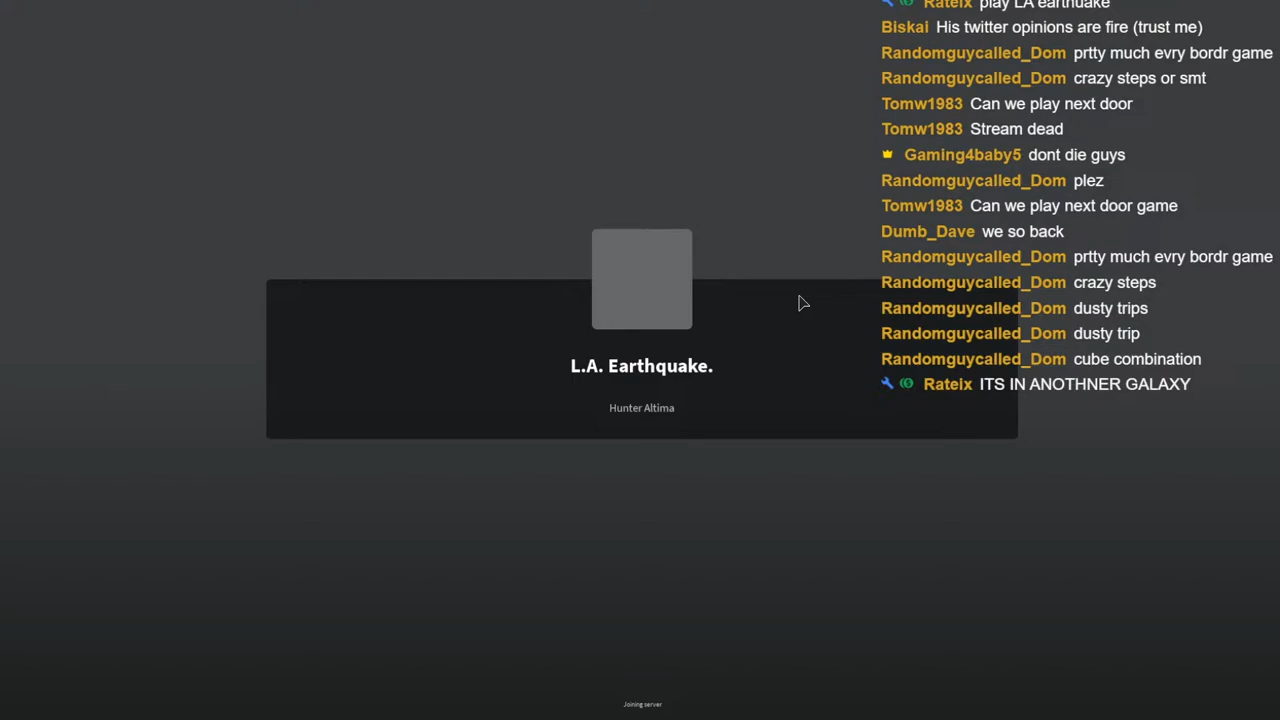 Rateix play LA earthuake
Biskai His twitter opinions are fire (trust me)
Randomguycalled_Dom prtty much evry bordr game
Randomguycalled_Dom crazy steps or smt
Tomw1983 Can we play next door
Tomw1983 Stream dead
Gaming4baby5 dont die guys
Randomguycalled_Dom plez
Tomw1983 Can we play next door game
Dumb_Dave we so back
Randomguycalled_Dom prtty much evry bordr game
Randomguycalled_Dom crazy steps
Randomguycalled_Dom dusty trips
Randomguycalled_Dom dusty trip
Randomguycalled_Dom cube combination
Rateix ITS IN ANOTHNER GALAXY
L.A. Earthquake.
Hunter Altima
Joining server